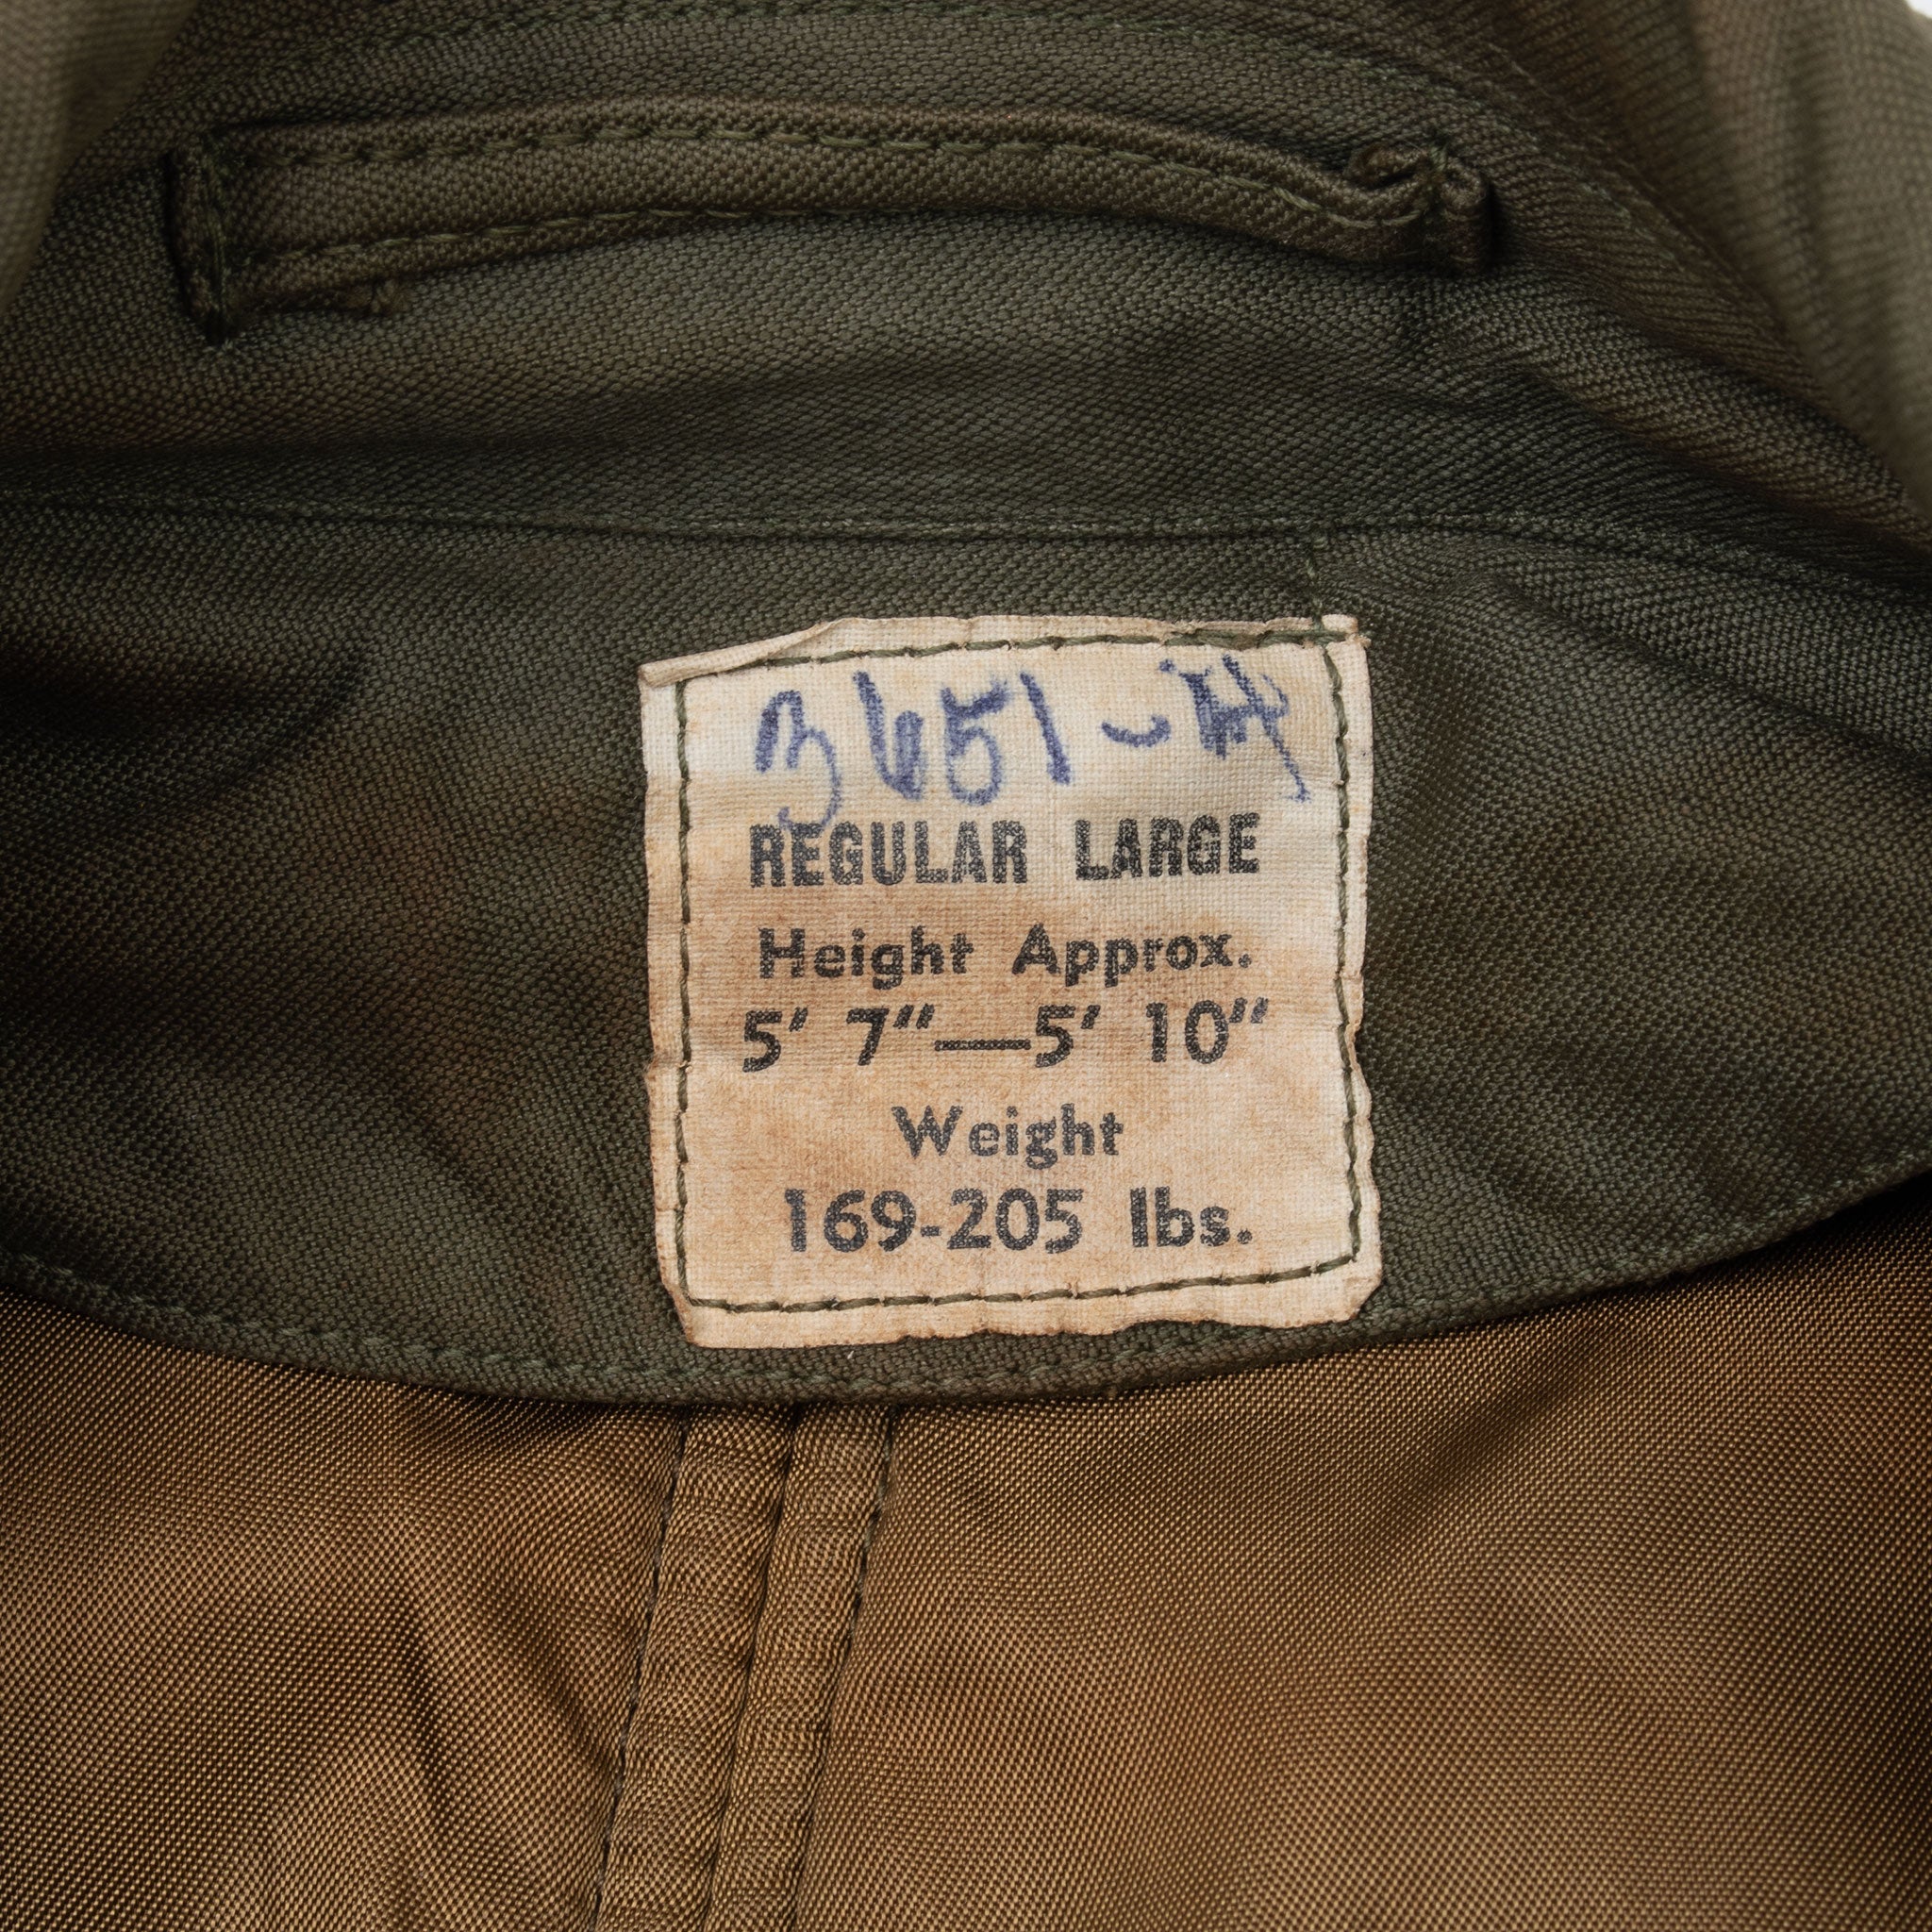 3651-
REGULAR LARGE
Height Approx.
5' 7"—5' 10"
Weight
169-205 lbs.